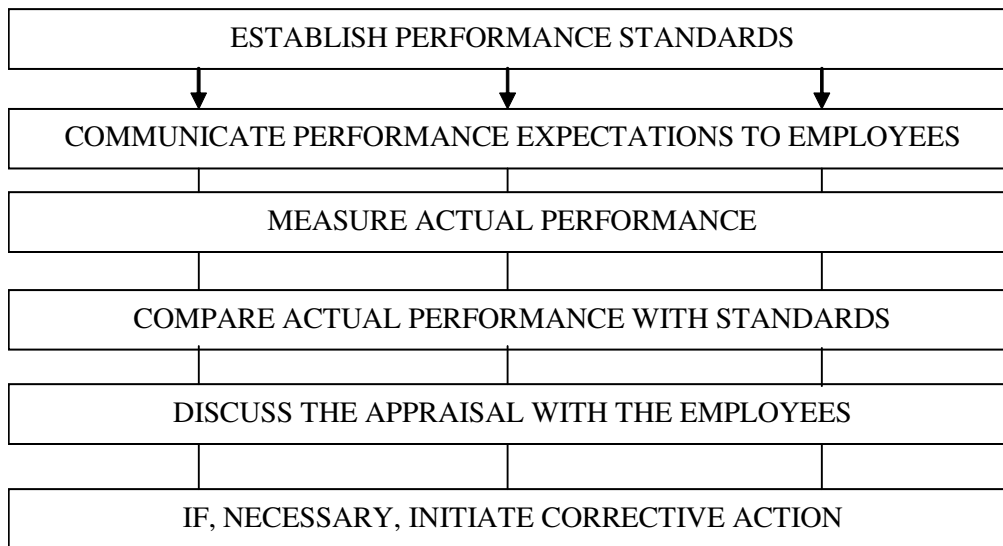 ESTABLISH PERFORMANCE STANDARDS
COMMUNICATE PERFORMANCE EXPECTATIONS TO EMPLOYEES
MEASURE ACTUAL PERFORMANCE
COMPARE ACTUAL PERFORMANCE WITH STANDARDS
DISCUSS THE APPRAISAL WITH THE EMPLOYEES
IF, NECESSARY, INITIATE CORRECTIVE ACTION